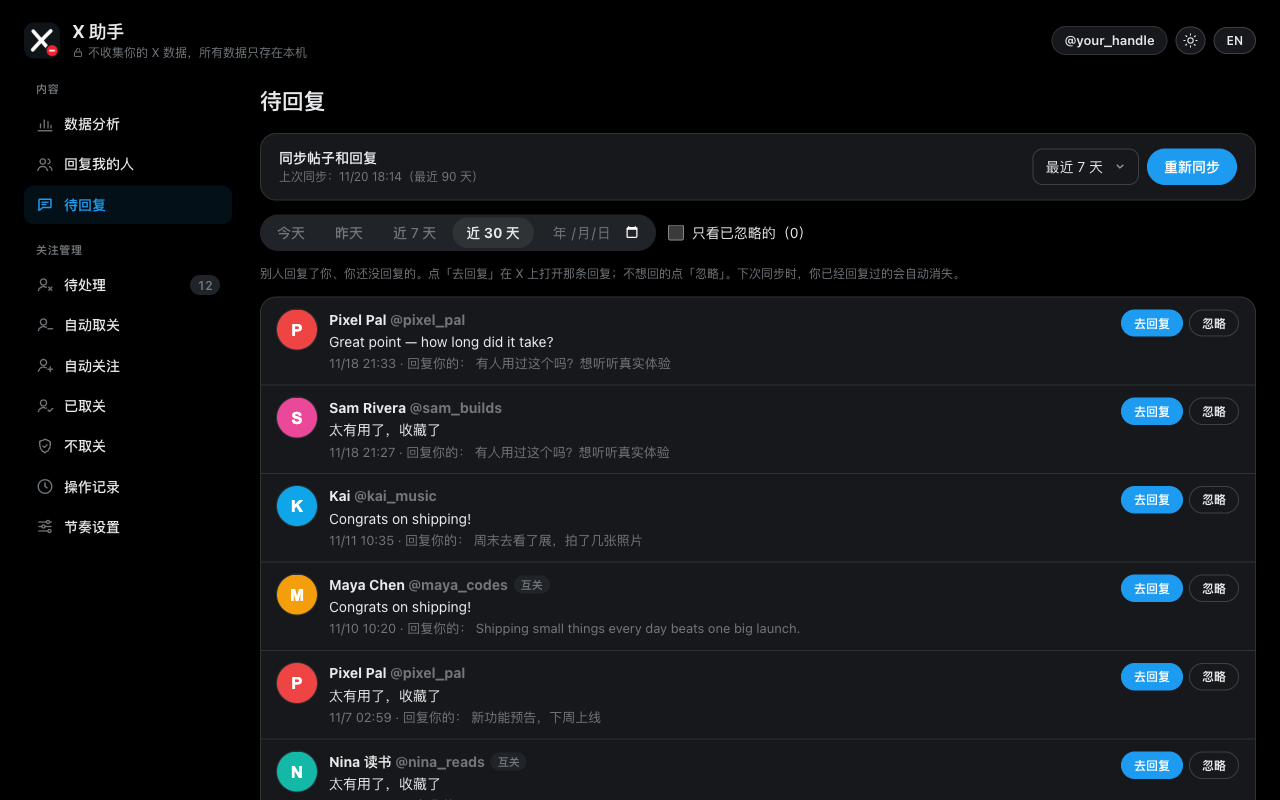 X 助手
不收集你的 X 数据，所有数据只存在本机
@your_handle
EN
内容
数据分析
回复我的人
待回复
关注管理
待处理 12
自动取关
自动关注
已取关
不取关
操作记录
节奏设置
待回复
同步帖子和回复
上次同步：11/20 18:14（最近 90 天）
最近 7 天
重新同步
今天 昨天 近 7 天 近 30 天 年 /月/日 只看已忽略的（0）
别人回复了你、你还没回复的。点「去回复」在 X 上打开那条回复；不想回的点「忽略」。下次同步时，你已经回复过的会自动消失。
P
Pixel Pal @pixel_pal
Great point — how long did it take?
11/18 21:33 · 回复你的： 有人用过这个吗？想听听真实体验
去回复 忽略
S
Sam Rivera @sam_builds
太有用了，收藏了
11/18 21:27 · 回复你的： 有人用过这个吗？想听听真实体验
去回复 忽略
K
Kai @kai_music
Congrats on shipping!
11/11 10:35 · 回复你的： 周末去看了展，拍了几张照片
去回复 忽略
M
Maya Chen @maya_codes 互关
Congrats on shipping!
11/10 10:20 · 回复你的： Shipping small things every day beats one big launch.
去回复 忽略
P
Pixel Pal @pixel_pal
太有用了，收藏了
11/7 02:59 · 回复你的： 新功能预告，下周上线
去回复 忽略
N
Nina 读书 @nina_reads 互关
太有用了，收藏了
去回复 忽略